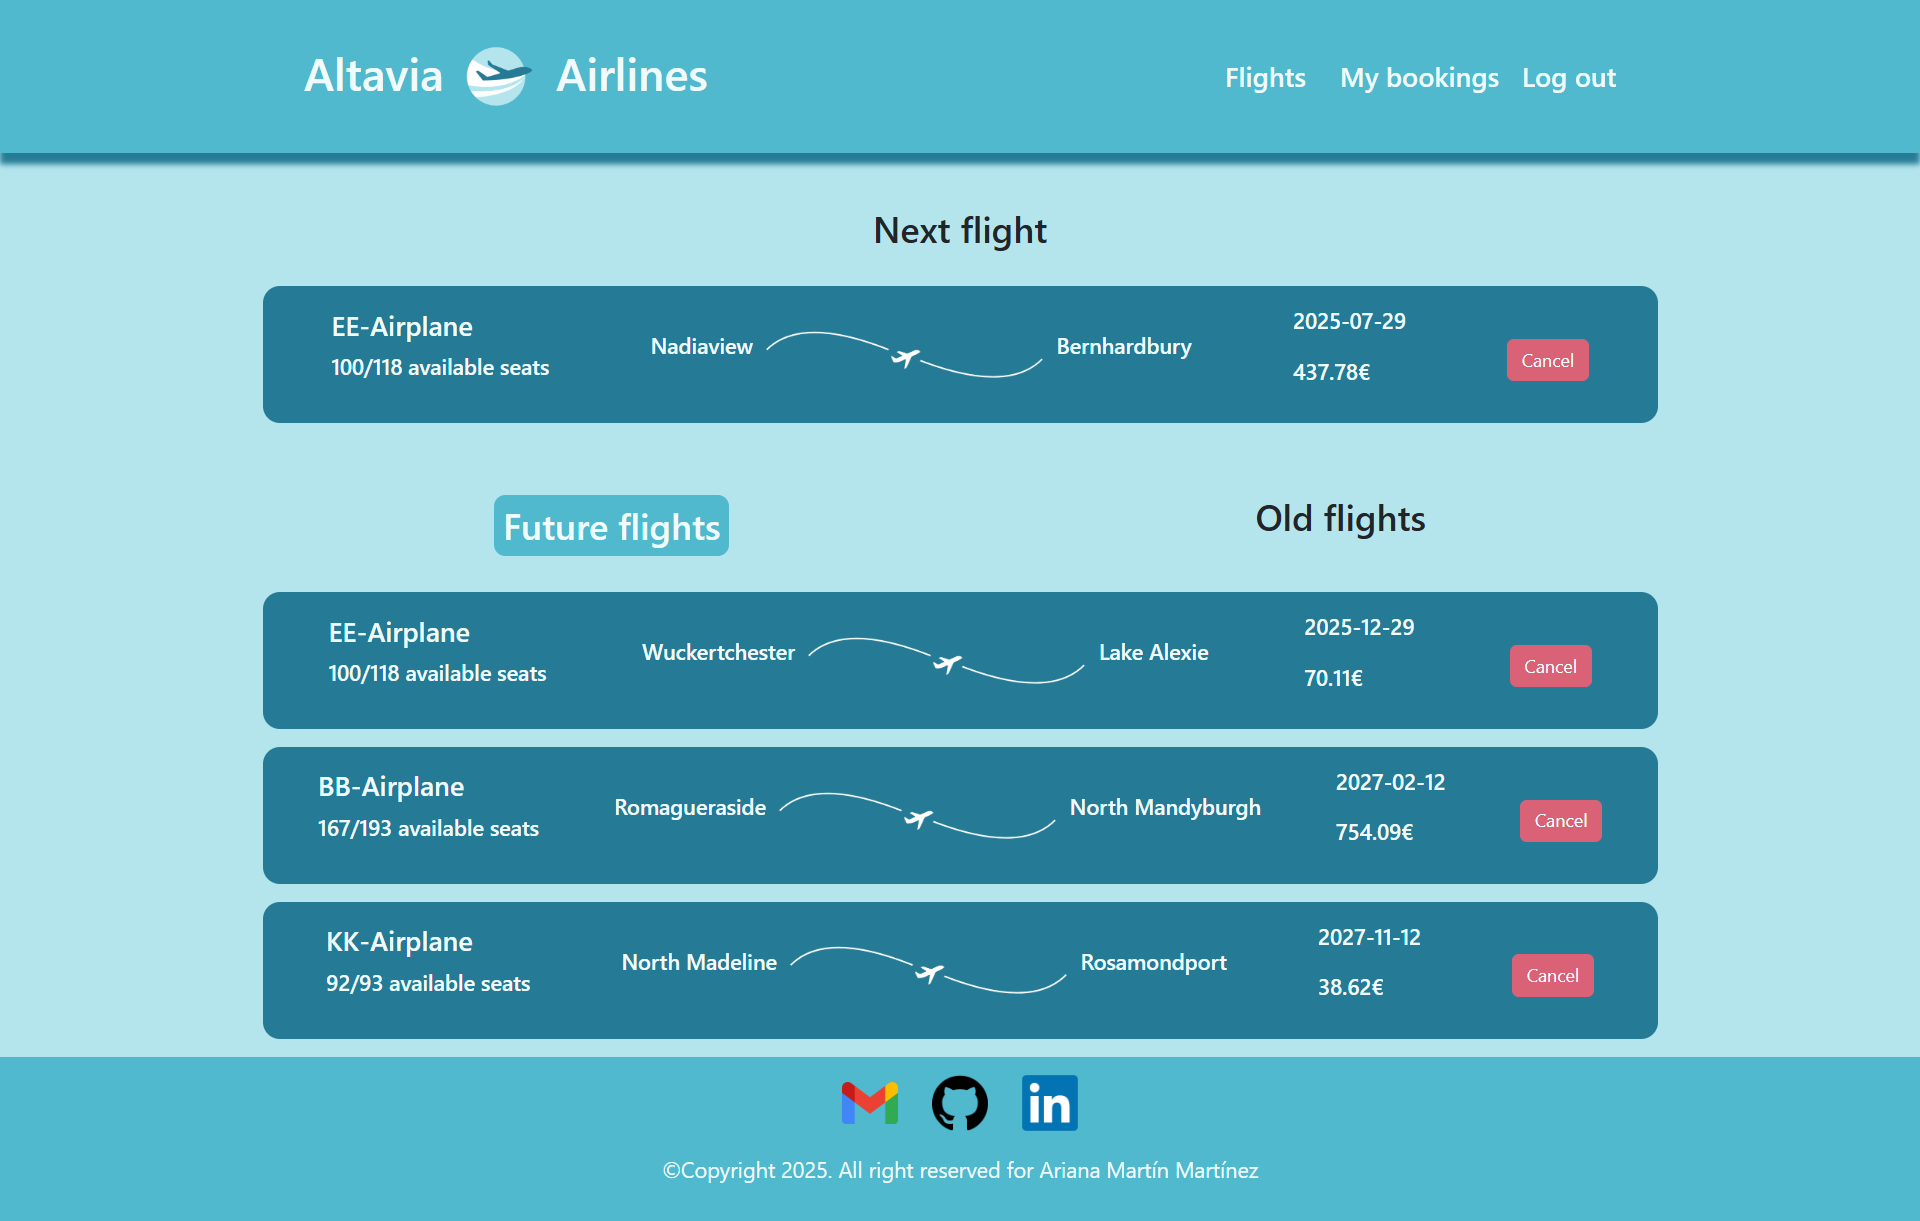 Altavia Airlines
Flights My bookings Log out
Next flight
EE-Airplane
100/118 available seats
Nadiaview
Bernhardbury
2025-07-29
437.78€
Cancel
Future flights
Old flights
EE-Airplane
100/118 available seats
Wuckertchester
Lake Alexie
2025-12-29
70.11€
Cancel
BB-Airplane
167/193 available seats
Romagueraside
North Mandyburgh
2027-02-12
754.09€
Cancel
KK-Airplane
92/93 available seats
North Madeline
Rosamondport
2027-11-12
38.62€
Cancel
in
©Copyright 2025. All right reserved for Ariana Martín Martínez